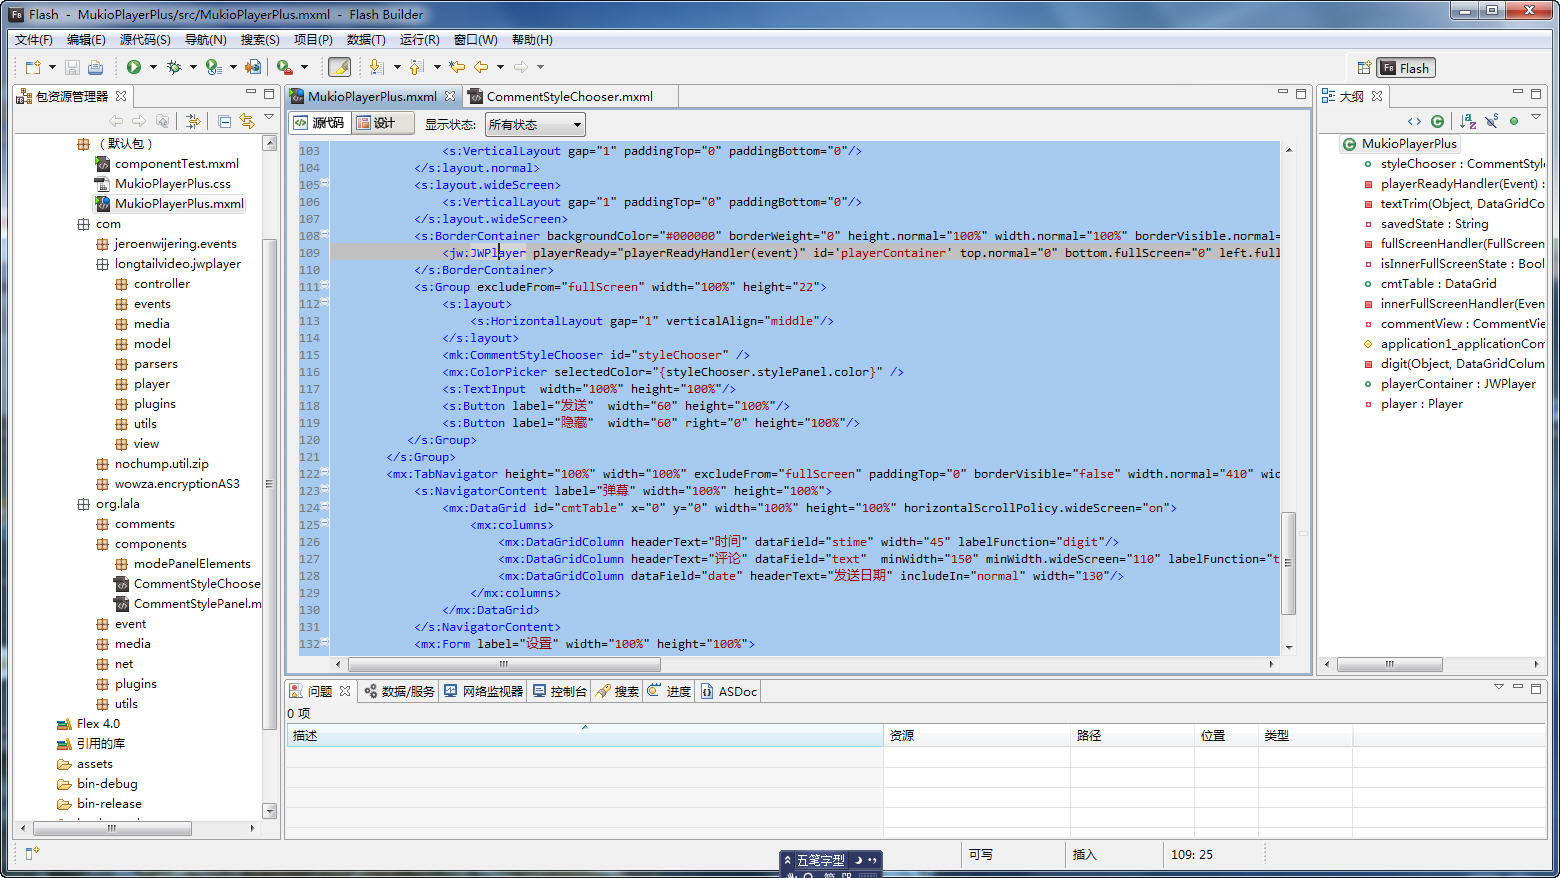 Flash - MukioPlayerPlus/src/MukioPlayerPlus.mxml - Flash Builder
文件(F) 编辑(E) 源代码(S) 导航(N) 搜索(S) 项目(P) 数据(T) 运行(R) 窗口(W) 帮助(H)
Flash
包资源管理器
（默认包）
componentTest.mxml
MukioPlayerPlus.css
MukioPlayerPlus.mxml
com
jeroenwijering.events
longtailvideo.jwplayer
controller
events
media
model
parsers
player
plugins
utils
view
nochump.util.zip
wowza.encryptionAS3
org.lala
comments
components
modePanelElements
CommentStyleChoose
CommentStylePanel.m
event
media
net
plugins
utils
Flex 4.0
引用的库
assets
bin-debug
bin-release
MukioPlayerPlus.mxml CommentStyleChooser.mxml
源代码 设计 显示状态: 所有状态
103 <s:VerticalLayout gap="1" paddingTop="0" paddingBottom="0"/>
104 </s:layout.normal>
105 <s:layout.wideScreen>
106 <s:VerticalLayout gap="1" paddingTop="0" paddingBottom="0"/>
107 </s:layout.wideScreen>
108 <s:BorderContainer backgroundColor="#000000" borderWeight="0" height.normal="100%" width.normal="100%" borderVisible.normal=
109 <jw:JWPlayer playerReady="playerReadyHandler(event)" id='playerContainer' top.normal="0" bottom.fullScreen="0" left.full
110 </s:BorderContainer>
111 <s:Group excludeFrom="fullScreen" width="100%" height="22">
112 <s:layout>
113 <s:HorizontalLayout gap="1" verticalAlign="middle"/>
114 </s:layout>
115 <mk:CommentStyleChooser id="styleChooser" />
116 <mx:ColorPicker selectedColor="{styleChooser.stylePanel.color}" />
117 <s:TextInput  width="100%" height="100%"/>
118 <s:Button label="发送"  width="60" height="100%"/>
119 <s:Button label="隐藏"  width="60" right="0" height="100%"/>
120 </s:Group>
121 </s:Group>
122 <mx:TabNavigator height="100%" width="100%" excludeFrom="fullScreen" paddingTop="0" borderVisible="false" width.normal="410" wid
123 <s:NavigatorContent label="弹幕" width="100%" height="100%">
124 <mx:DataGrid id="cmtTable" x="0" y="0" width="100%" height="100%" horizontalScrollPolicy.wideScreen="on">
125 <mx:columns>
126 <mx:DataGridColumn headerText="时间" dataField="stime" width="45" labelFunction="digit"/>
127 <mx:DataGridColumn headerText="评论" dataField="text"  minWidth="150" minWidth.wideScreen="110" labelFunction="t
128 <mx:DataGridColumn dataField="date" headerText="发送日期" includeIn="normal" width="130"/>
129 </mx:columns>
130 </mx:DataGrid>
131 </s:NavigatorContent>
132 <mx:Form label="设置" width="100%" height="100%">
大纲
MukioPlayerPlus
styleChooser : CommentStyle
playerReadyHandler(Event) :
textTrim(Object, DataGridCo
savedState : String
fullScreenHandler(FullScreen
isInnerFullScreenState : Bool
cmtTable : DataGrid
innerFullScreenHandler(Even
commentView : CommentVie
application1_applicationCom
digit(Object, DataGridColum
playerContainer : JWPlayer
player : Player
问题 数据/服务 网络监视器 控制台 搜索 进度 ASDoc
0 项
描述 资源 路径 位置 类型
可写 插入 109: 25
五笔字型